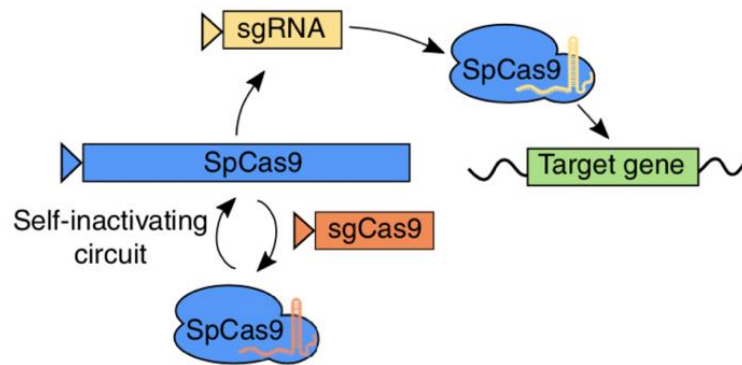 sgRNA
SpCas9
SpCas9
Target gene
Self-inactivating
circuit
sgCas9
SpCas9